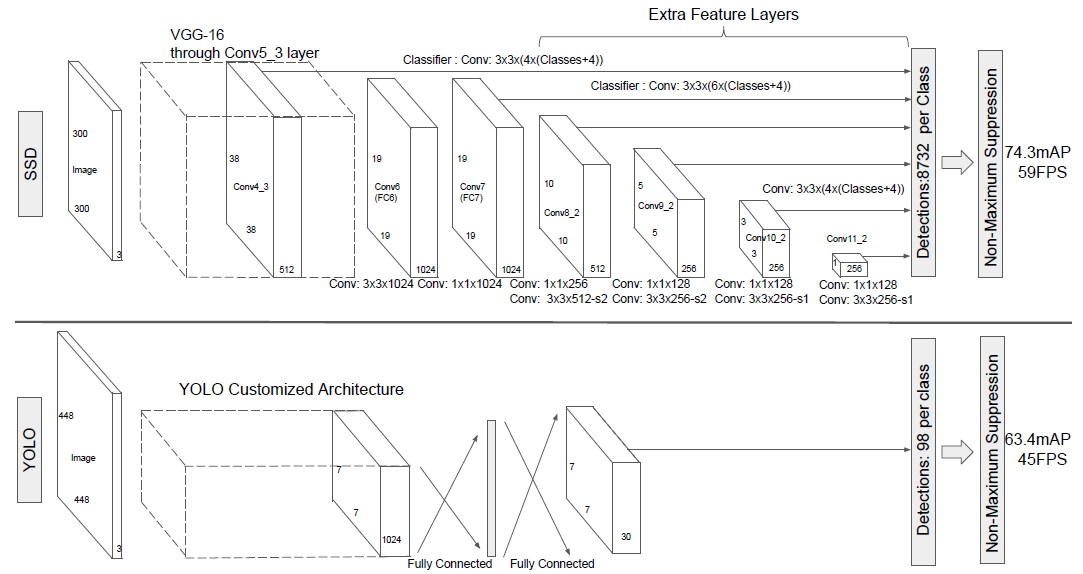 Extra Feature Layers
VGG-16
through Conv5_3 layer
Classifier : Conv: 3x3x(4x(Classes+4))
Classifier : Conv: 3x3x(6x(Classes+4))
SSD
300
Image
300
3
38
Conv4_3
38
512
19
Conv6
(FC6)
19
1024
19
Conv7
(FC7)
19
1024
10
Conv8_2
10
512
5
Conv9_2
5
256
Conv: 3x3x(4x(Classes+4))
3
Conv10_2
3
256
Conv11_2
1
256
Detections:8732 per Class
Non-Maximum Suppression
74.3mAP
59FPS
Conv: 3x3x1024
Conv: 1x1x1024
Conv: 1x1x256
Conv: 3x3x512-s2
Conv: 1x1x128
Conv: 3x3x256-s2
Conv: 1x1x128
Conv: 3x3x256-s1
Conv: 1x1x128
Conv: 3x3x256-s1
YOLO Customized Architecture
YOLO
448
Image
448
3
7
7
1024
Fully Connected
Fully Connected
7
7
30
Detections: 98 per class
Non-Maximum Suppression
63.4mAP
45FPS